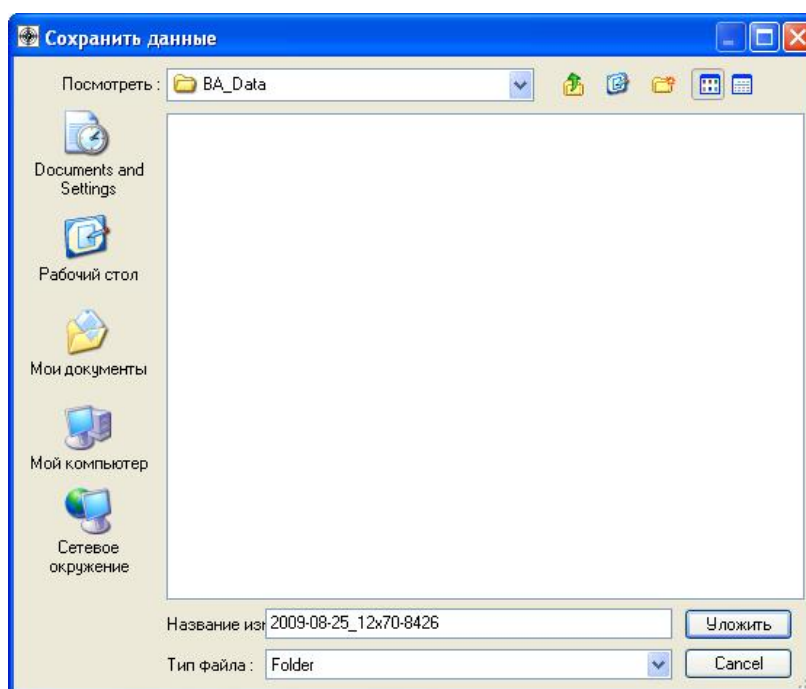 Сохранить данные
Посмотреть :
BA_Data
Documents and
Settings
Рабочий стол
Мои документы
Мой компьютер
Сетевое
окружение
Название изм 2009-08-25_12x70-8426 Уложить
Тип файла : Folder Cancel